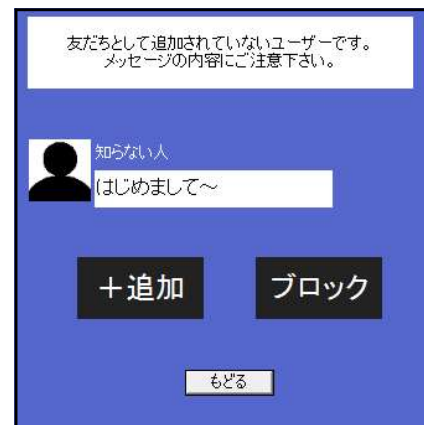 友だちとして追加されていないユーザーです。
メッセージの内容にご注意下さい。
知らない人
はじめまして～
＋追加
ブロック
もどる